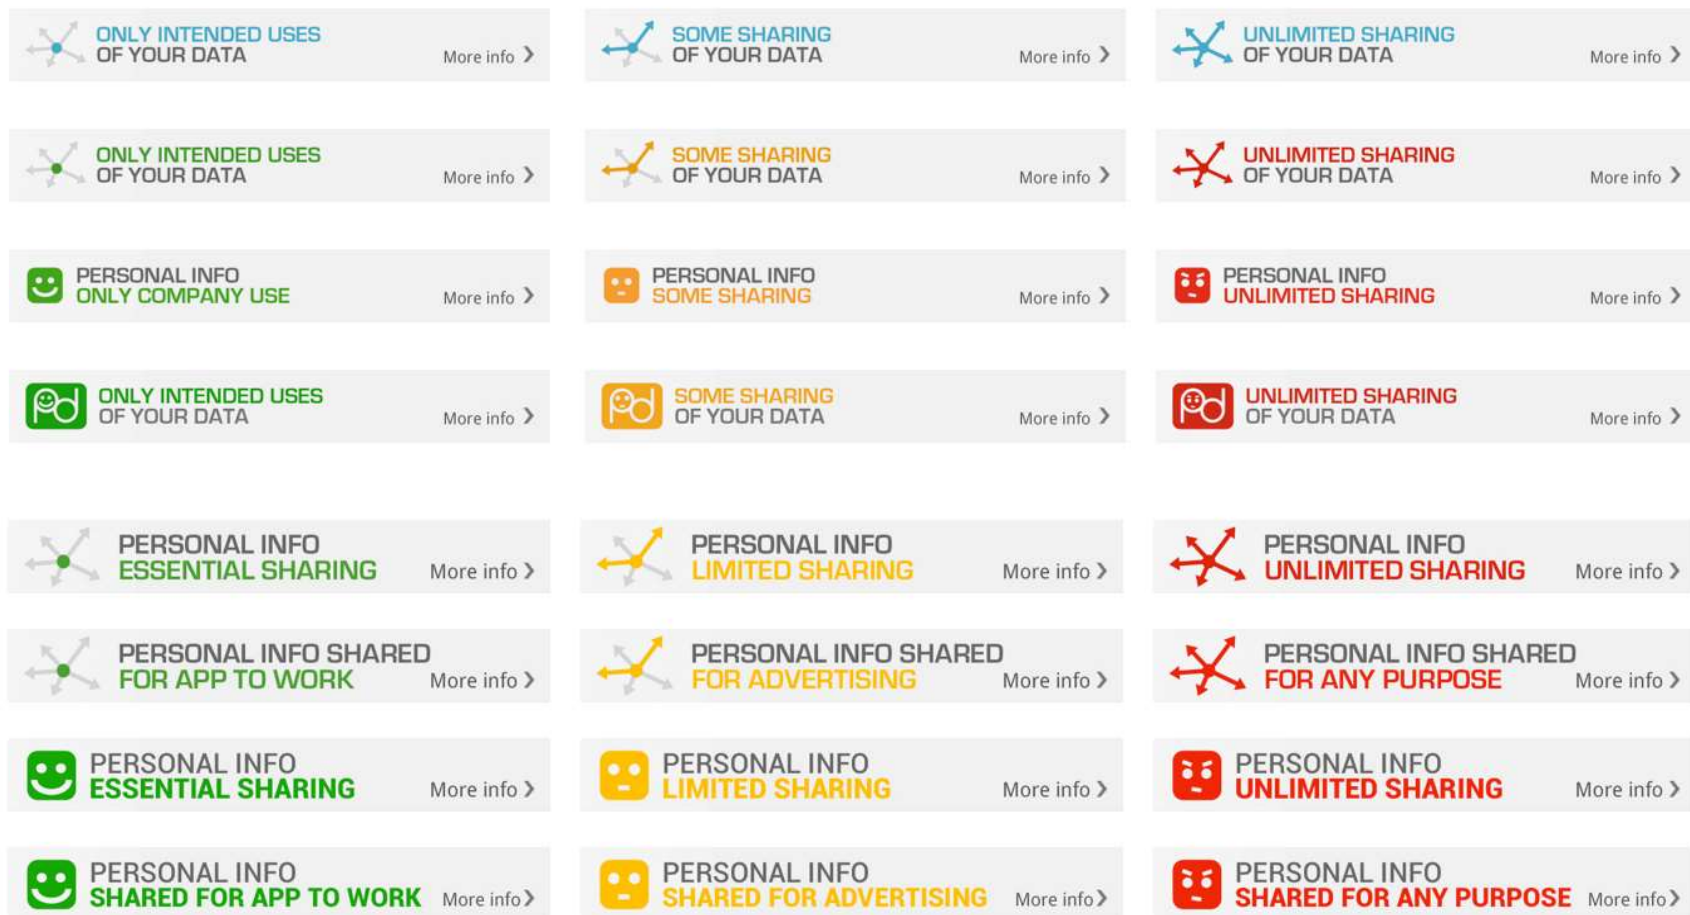 ONLY INTENDED USES
OF YOUR DATA
More info
SOME SHARING
OF YOUR DATA
More info
UNLIMITED SHARING
OF YOUR DATA
More info
ONLY INTENDED USES
OF YOUR DATA
More info
SOME SHARING
OF YOUR DATA
More info
UNLIMITED SHARING
OF YOUR DATA
More info
PERSONAL INFO
ONLY COMPANY USE
More info
PERSONAL INFO
SOME SHARING
More info
PERSONAL INFO
UNLIMITED SHARING
More info
pd
ONLY INTENDED USES
OF YOUR DATA
More info
pd
SOME SHARING
OF YOUR DATA
More info
pd
UNLIMITED SHARING
OF YOUR DATA
More info
PERSONAL INFO
ESSENTIAL SHARING
More info
PERSONAL INFO
LIMITED SHARING
More info
PERSONAL INFO
UNLIMITED SHARING
More info
PERSONAL INFO SHARED
FOR APP TO WORK
More info
PERSONAL INFO SHARED
FOR ADVERTISING
More info
PERSONAL INFO SHARED
FOR ANY PURPOSE
More info
PERSONAL INFO
ESSENTIAL SHARING
More info
PERSONAL INFO
LIMITED SHARING
More info
PERSONAL INFO
UNLIMITED SHARING
More info
PERSONAL INFO
SHARED FOR APP TO WORK
More info
PERSONAL INFO
SHARED FOR ADVERTISING
More info
PERSONAL INFO
SHARED FOR ANY PURPOSE
More info